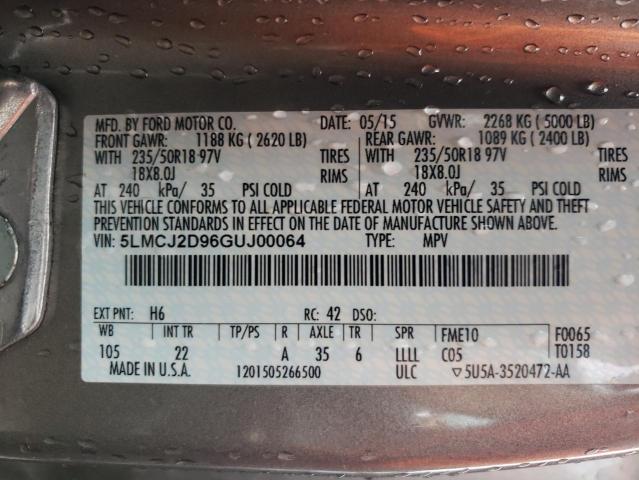 MFD. BY FORD MOTOR CO. 05/15 GVWR: 2268 KG ( 5000 LB)
FRONT GAWR: 1188 KG ( 2620 LB) REAR GAWR: 1089 KG ( 2400 LB)
WITH 235/50R18 97V TIRES WITH 235/50R18 97V TIRES
18X8.0J RIMS 18X8.0J RIMS
AT 240 kPa/ 35 PSI COLD AT 240 kPa/ 35 PSI COLD
THIS VEHICLE CONFORMS TO ALL APPLICABLE FEDERAL MOTOR VEHICLE SAFETY AND THEFT
PREVENTION STANDARDS IN EFFECT ON THE DATE OF MANUFACTURE SHOWN ABOVE.
VIN: 5LMCJ2D96GUJ00064 TYPE: MPV
EXT PNT: H6 RC: 42 DSO:
WB INT TR TP/PS R AXLE TR SPR FME10 F0065
105 22 A 35 6 LLLL C05 T0158
MADE IN U.S.A. 1201505266500 ULC ▽5U5A-3520472-AA